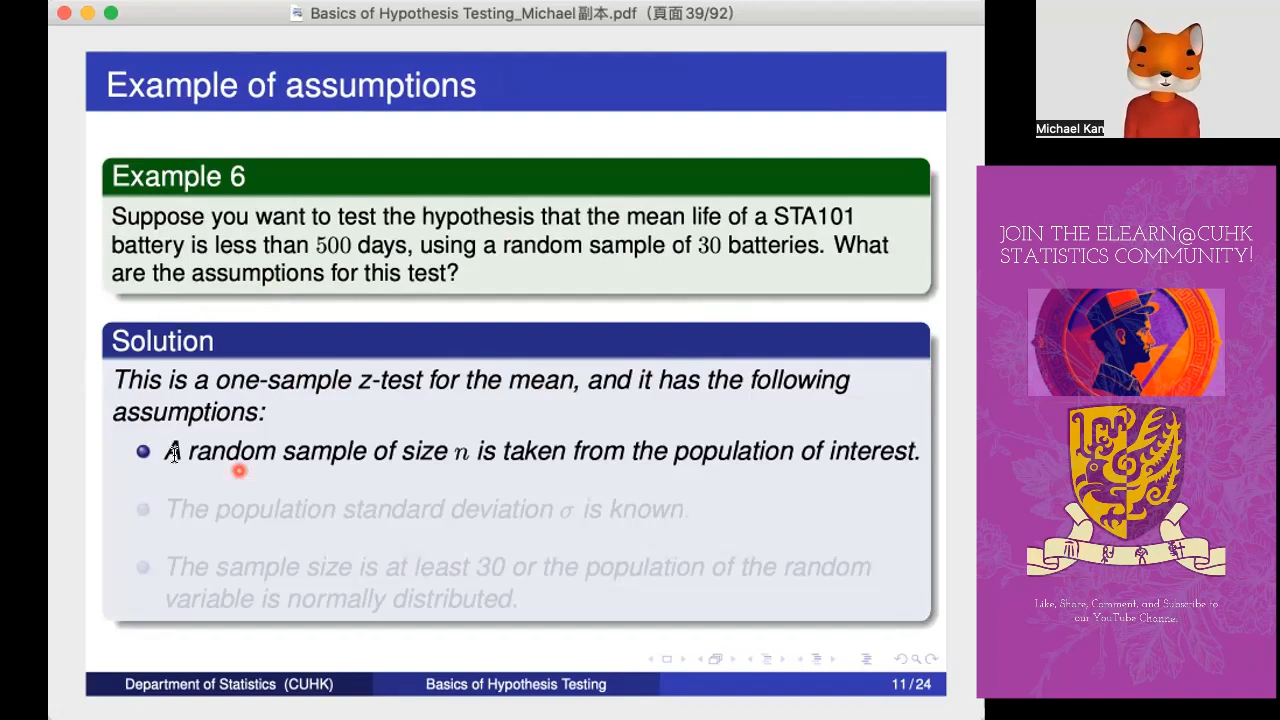 Basics of Hypothesis Testing_Michael副本.pdf（頁面 39/92）
Michael Kan
Example of assumptions
Example 6
Suppose you want to test the hypothesis that the mean life of a STA101
battery is less than 500 days, using a random sample of 30 batteries. What
are the assumptions for this test?
Solution
This is a one-sample z-test for the mean, and it has the following
assumptions:
A random sample of size n is taken from the population of interest.
The population standard deviation σ is known.
The sample size is at least 30 or the population of the random
variable is normally distributed.
Department of Statistics (CUHK) Basics of Hypothesis Testing 11/24
JOIN THE ELEARN@CUHK
STATISTICS COMMUNITY!
Like, Share, Comment, and Subscribe to
our YouTube Channel.